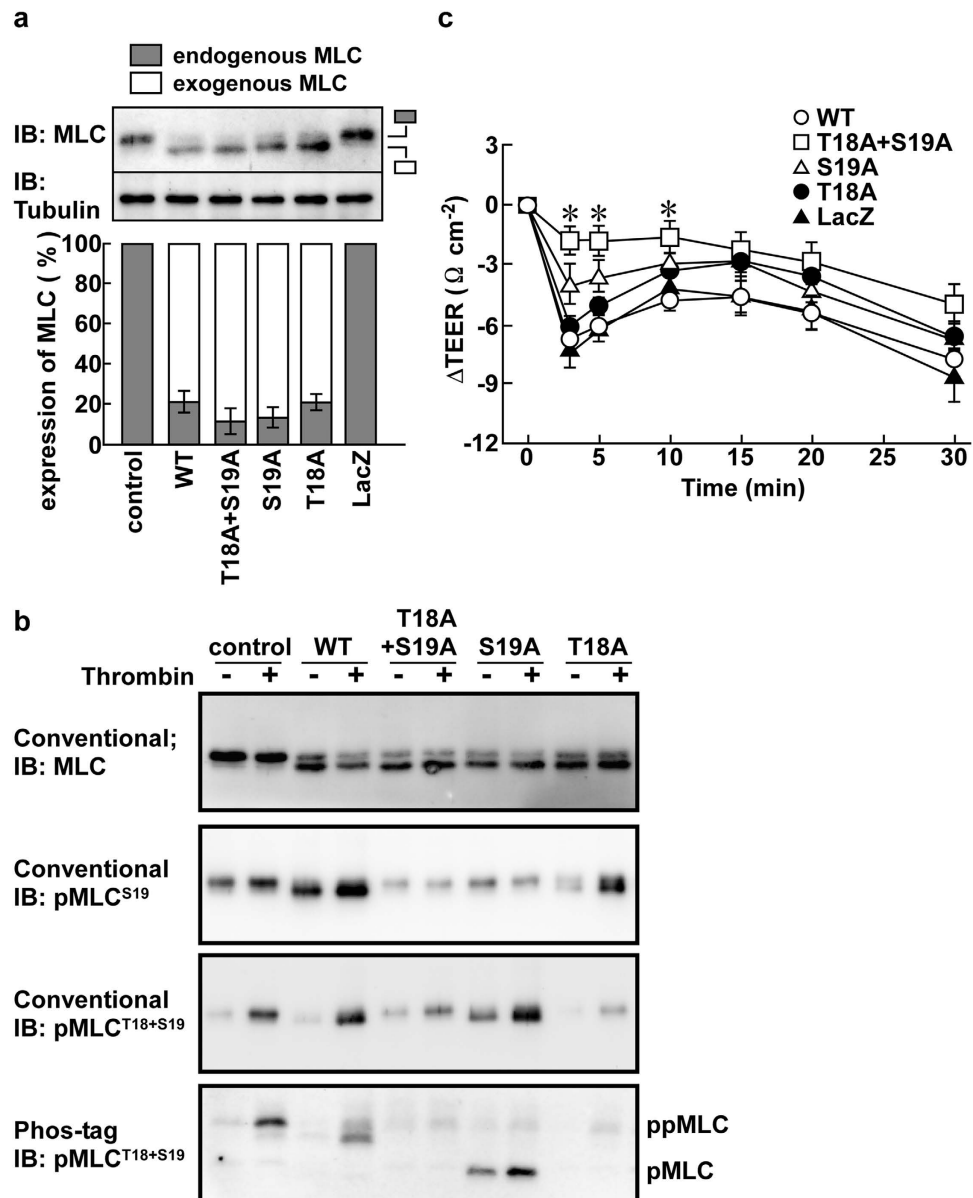 a
endogenous MLC
exogenous MLC
IB: MLC
IB:
Tubulin
expression of MLC ( % )
100
80
60
40
20
0
control
WT
T18A+S19A
S19A
T18A
LacZ
c
WT
T18A+S19A
S19A
T18A
LacZ
ΔTEER ( Ω cm-2)
3
0
-3
-6
-9
-12
* * *
0 5 10 15 20 25 30
Time (min)
b
control WT T18A +S19A S19A T18A
Thrombin - + - + - + - + - +
Conventional;
IB: MLC
Conventional
IB: pMLCS19
Conventional
IB: pMLCT18+S19
Phos-tag
IB: pMLCT18+S19
ppMLC
pMLC